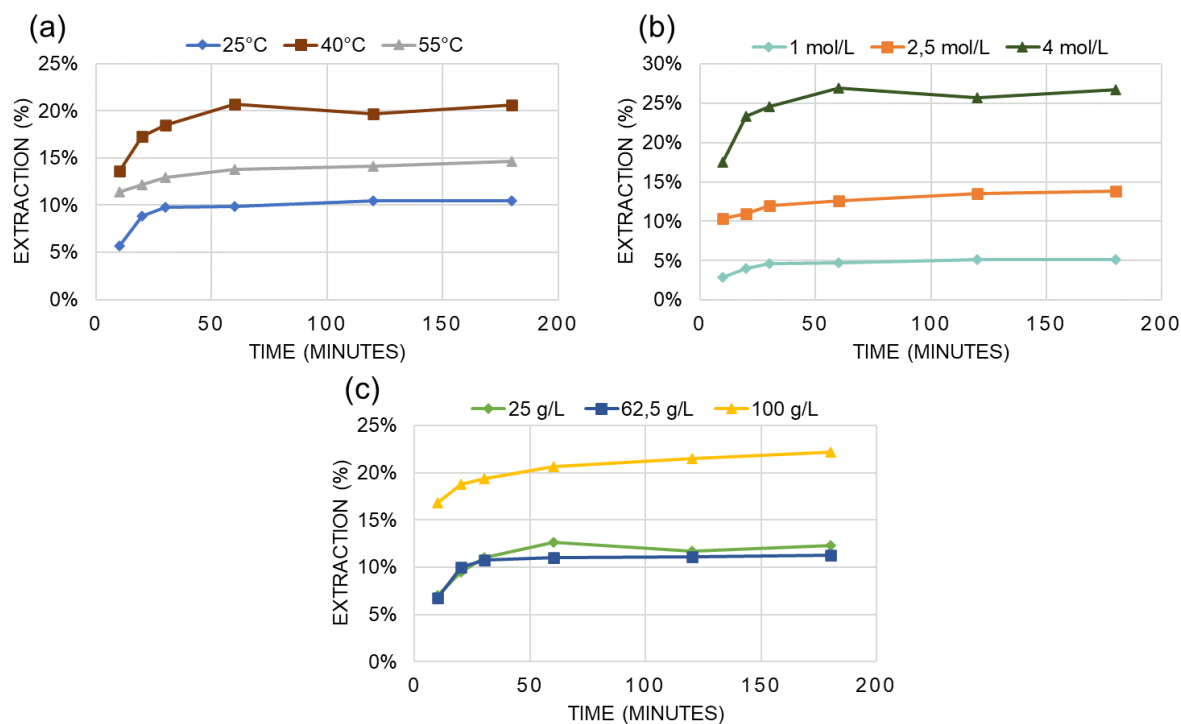 (a)
25°C 40°C 55°C
25%
20%
15%
10%
5%
0%
EXTRACTION (%)
0 50 100 150 200
TIME (MINUTES)
(b)
1 mol/L 2,5 mol/L 4 mol/L
30%
25%
20%
15%
10%
5%
0%
EXTRACTION (%)
0 50 100 150 200
TIME (MINUTES)
(c)
25 g/L 62,5 g/L 100 g/L
25%
20%
15%
10%
5%
0%
EXTRACTION (%)
0 50 100 150 200
TIME (MINUTES)